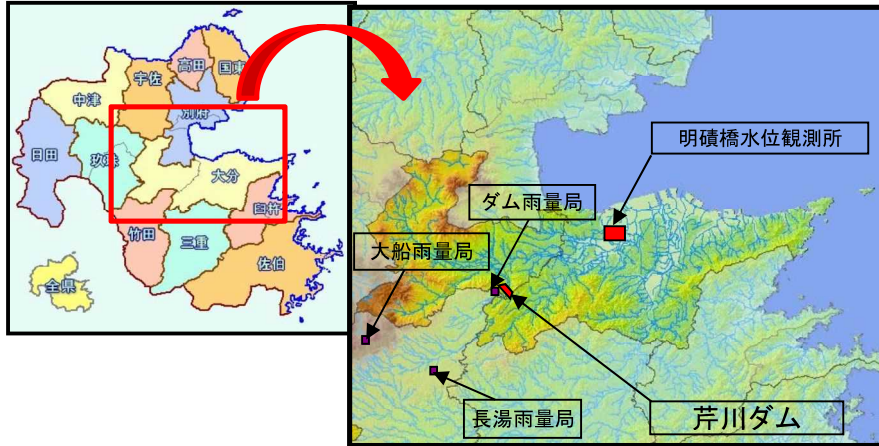 高田
国東
宇佐
中津
別府
日田
玖珠
大分
臼杵
竹田
三重
佐伯
全県
明磧橋水位観測所
ダム雨量局
大船雨量局
長湯雨量局
芹川ダム